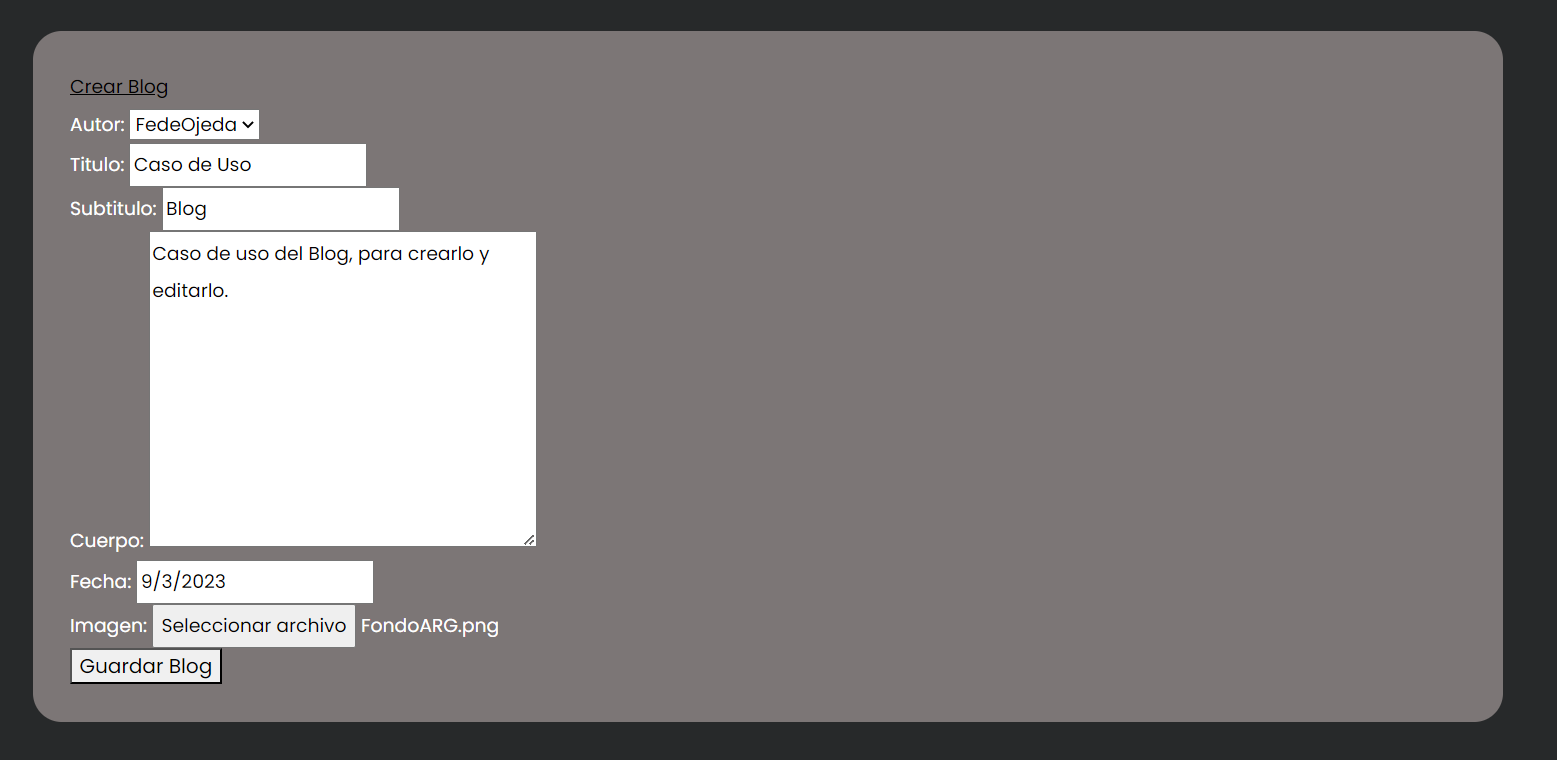 Crear Blog
Autor: FedeOjeda
Titulo: Caso de Uso
Subtitulo: Blog
Caso de uso del Blog, para crearlo y
editarlo.
Cuerpo:
Fecha: 9/3/2023
Imagen: Seleccionar archivo FondoARG.png
Guardar Blog